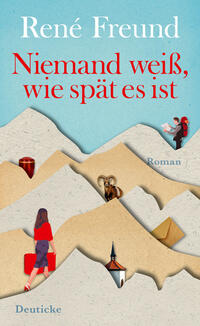 René Freund
Niemand weiß,
wie spät es ist
Roman
Deuticke